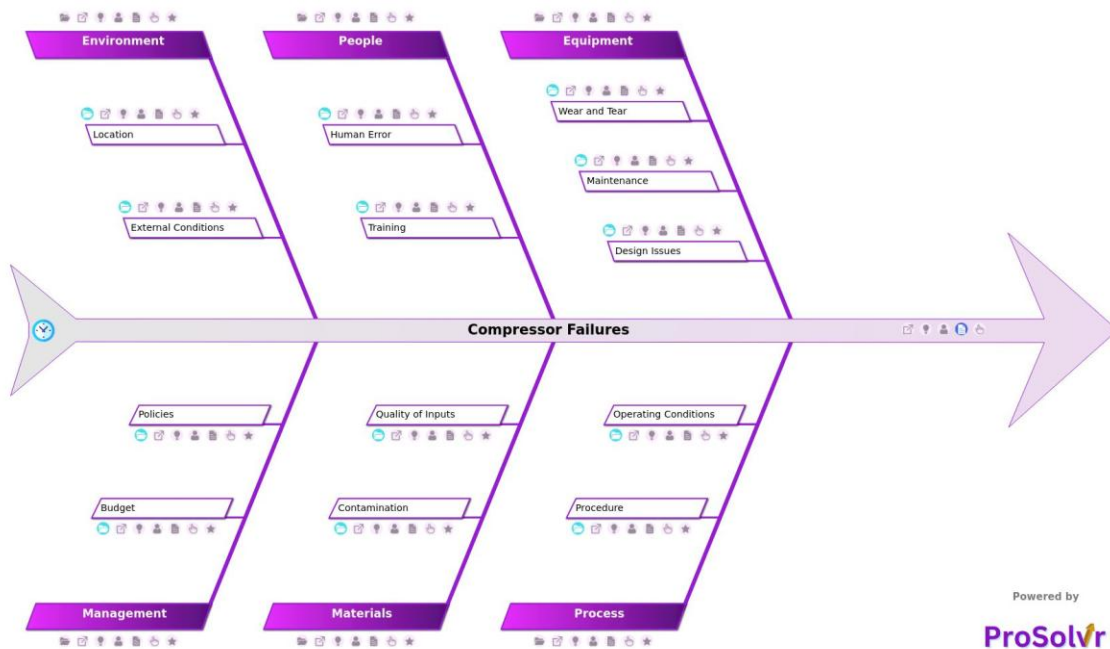 Environment
People
Equipment
Wear and Tear
Location
Human Error
Maintenance
External Conditions
Training
Design Issues
Compressor Failures
Policies
Quality of Inputs
Operating Conditions
Budget
Contamination
Procedure
Management
Materials
Process
Powered by
ProSolvr